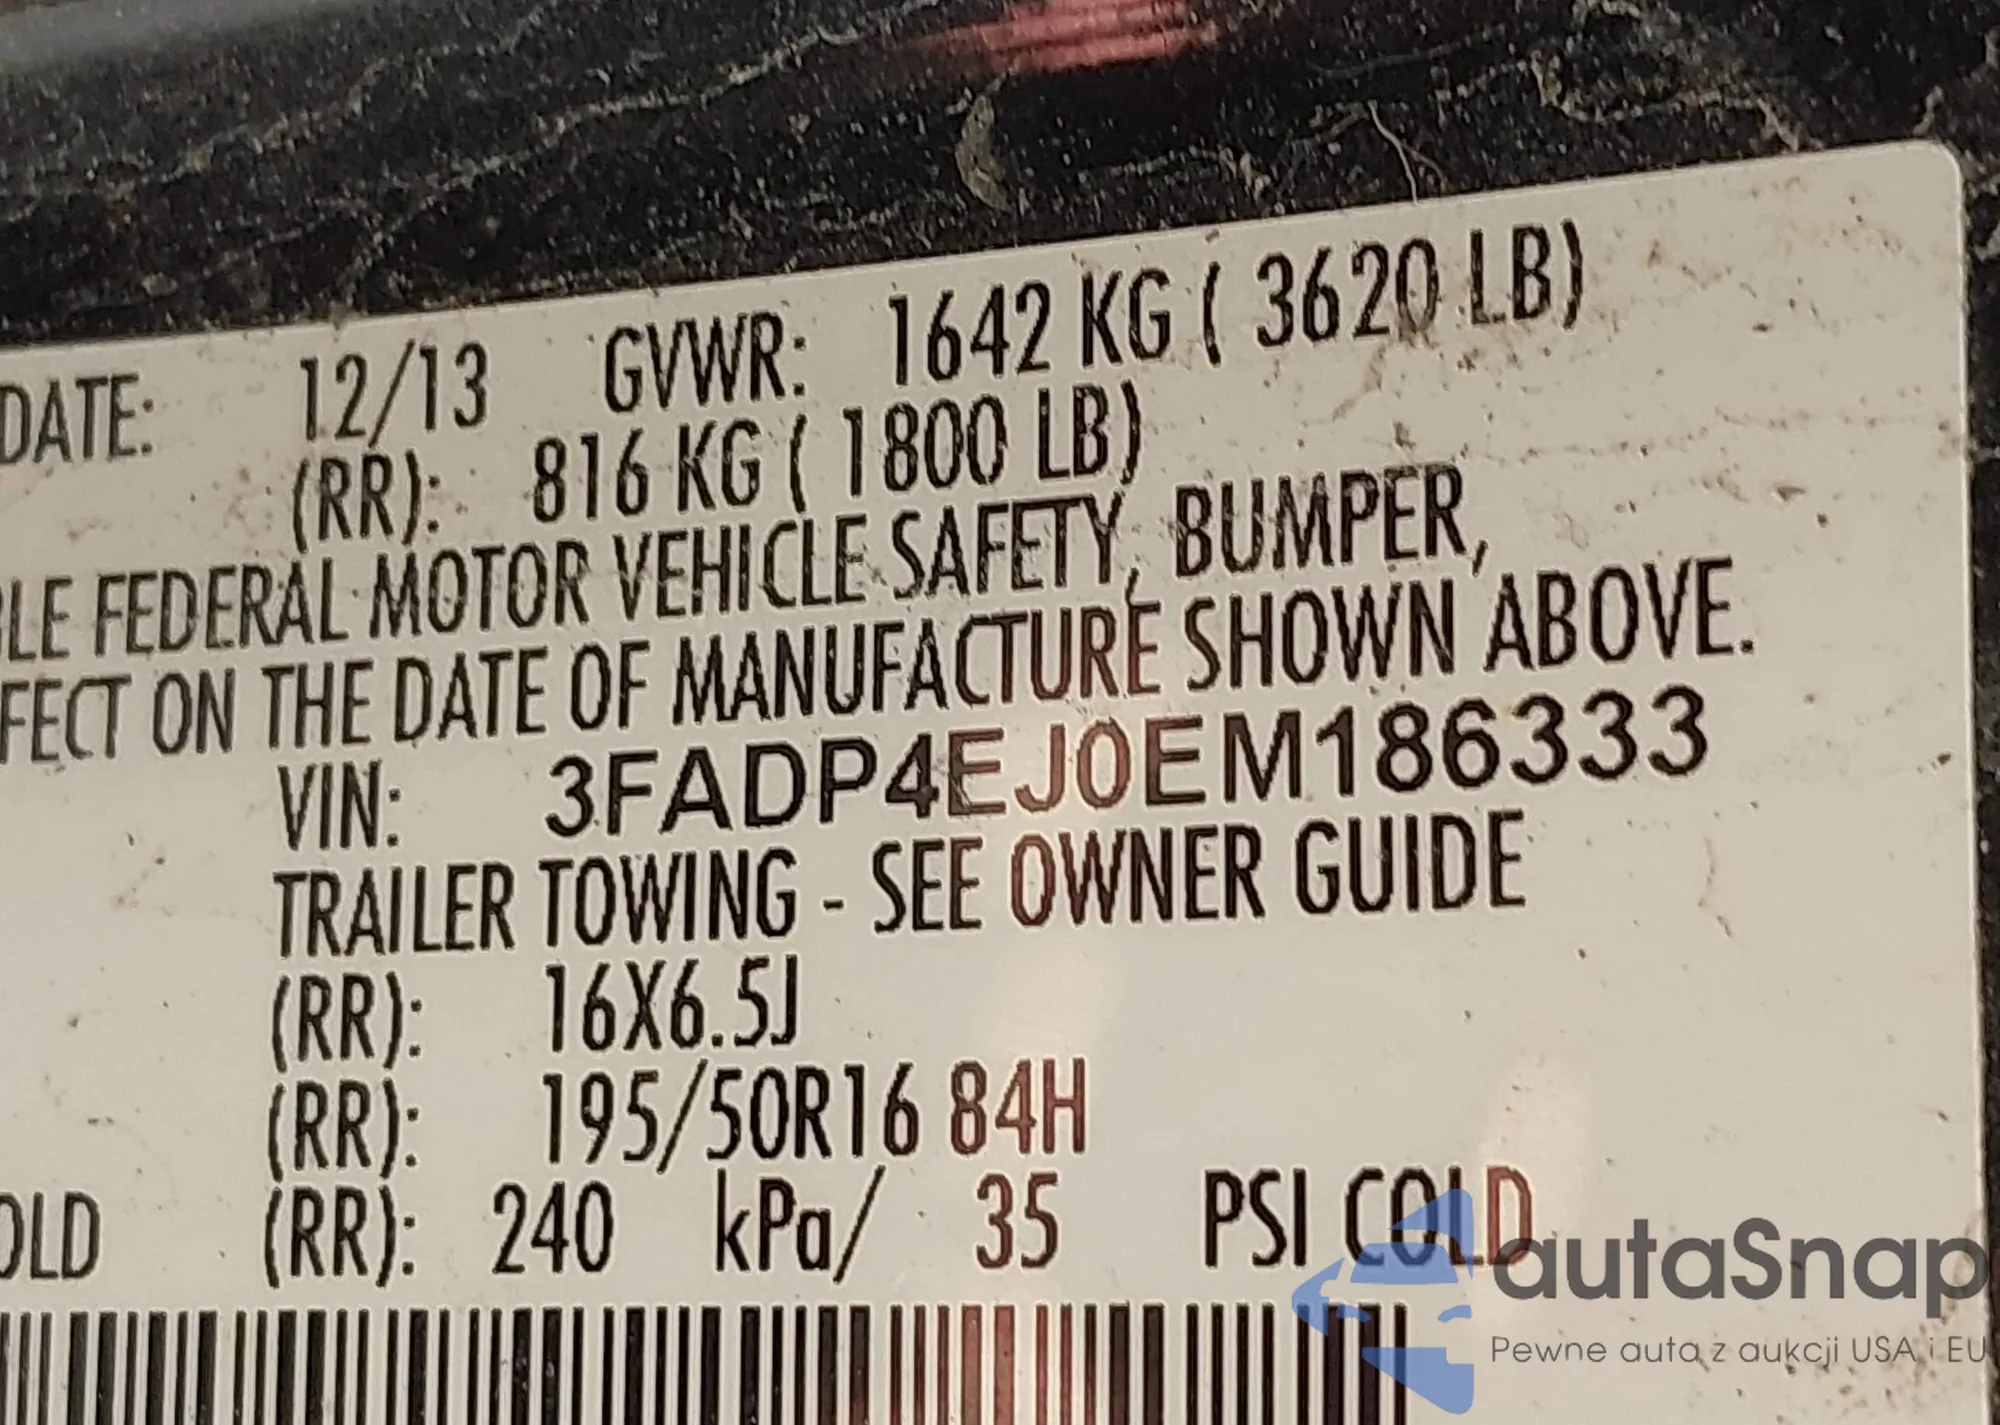 DATE: 12/13 GVWR: 1642 KG ( 3620 LB)
(RR): 816 KG ( 1800 LB)
LE FEDERAL MOTOR VEHICLE SAFETY, BUMPER,
FECT ON THE DATE OF MANUFACTURE SHOWN ABOVE.
VIN: 3FADP4EJ0EM186333
TRAILER TOWING - SEE OWNER GUIDE
(RR): 16X6.5J
(RR): 195/50R16 84H
OLD (RR): 240 kPa/ 35 PSI COLD
autaSnap
Pewne auta z aukcji USA i EU